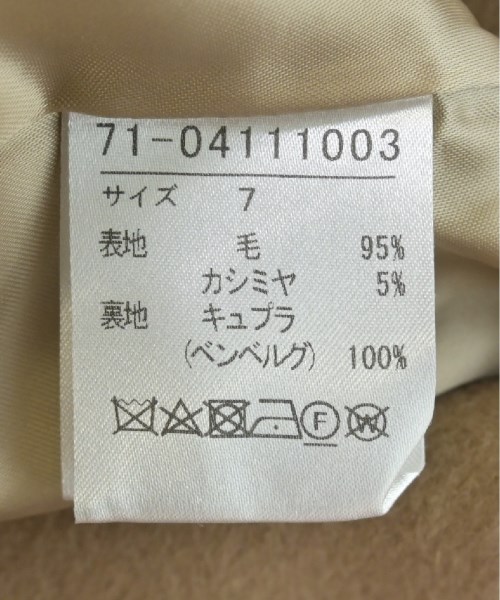 71-04111003
サイズ 7
表地 毛 95%
カシミヤ 5%
裏地 キュプラ
(ベンベルグ) 100%
F W